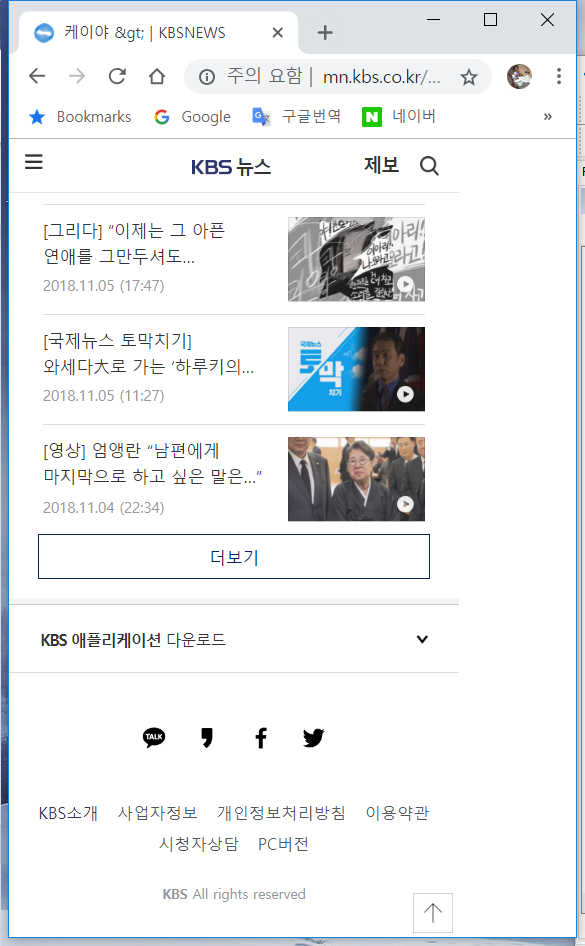 케이야 &gt; | KBSNEWS
주의 요함 | mn.kbs.co.kr/...
Bookmarks Google 구글번역 네이버 »
KBS 뉴스 제보
[그리다] “이제는 그 아픈
연애를 그만두셔도...
2018.11.05 (17:47)
[국제뉴스 토막치기]
와세다大로 가는 ‘하루키의...
2018.11.05 (11:27)
국제뉴스
토막
치기
[영상] 엄앵란 “남편에게
마지막으로 하고 싶은 말은...”
2018.11.04 (22:34)
더보기
KBS 애플리케이션 다운로드
TALK
KBS소개 사업자정보 개인정보처리방침 이용약관
시청자상담 PC버전
KBS All rights reserved